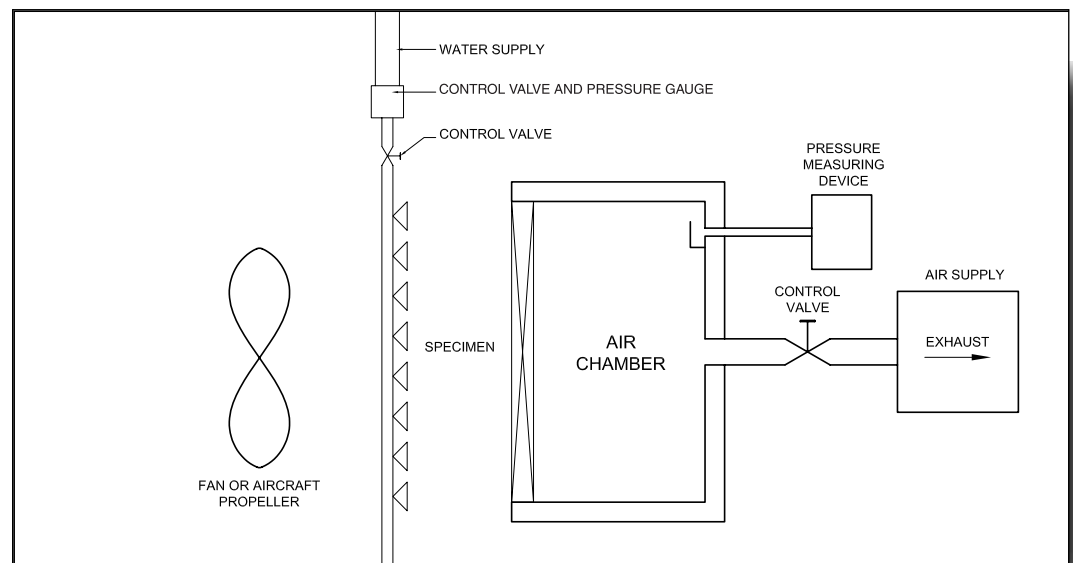 WATER SUPPLY
CONTROL VALVE AND PRESSURE GAUGE
CONTROL VALVE
PRESSURE
MEASURING
DEVICE
AIR SUPPLY
CONTROL
VALVE
SPECIMEN
AIR
CHAMBER
EXHAUST
FAN OR AIRCRAFT
PROPELLER